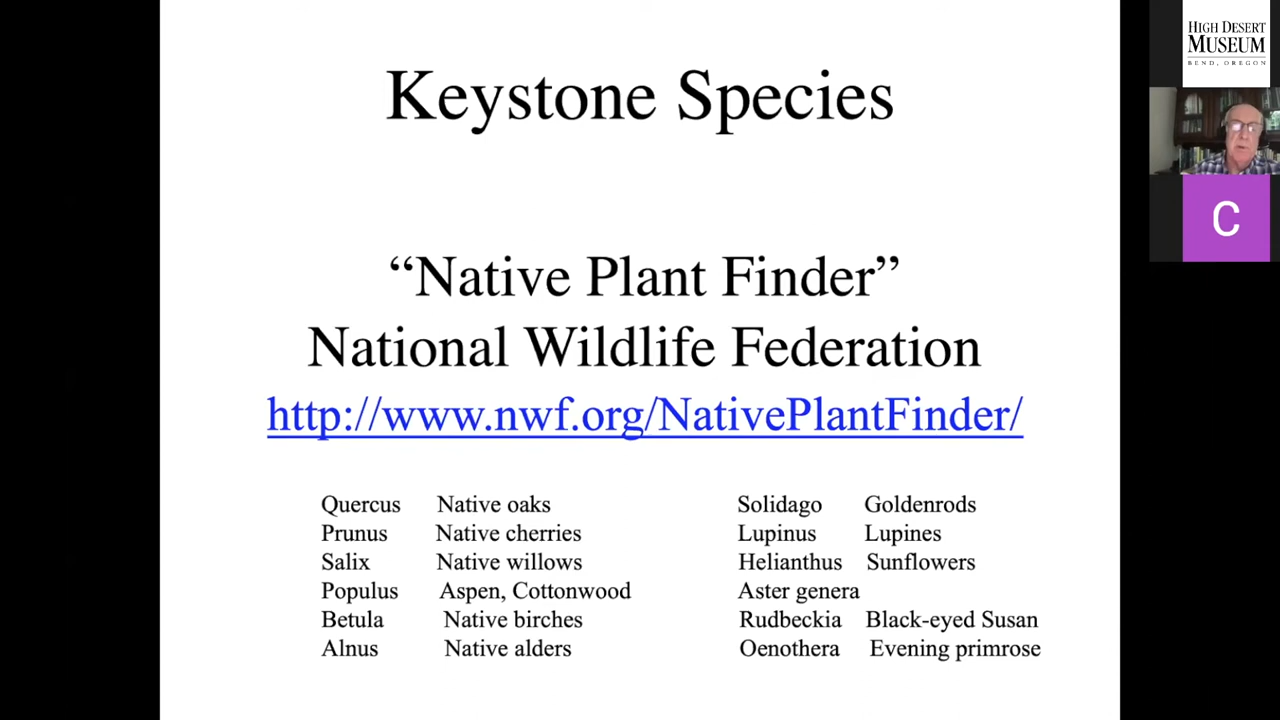 Keystone Species
“Native Plant Finder”
National Wildlife Federation
http://www.nwf.org/NativePlantFinder/
Quercus Native oaks
Prunus Native cherries
Salix Native willows
Populus Aspen, Cottonwood
Betula Native birches
Alnus Native alders
Solidago Goldenrods
Lupinus Lupines
Helianthus Sunflowers
Aster genera
Rudbeckia Black-eyed Susan
Oenothera Evening primrose
HIGH DESERT
MUSEUM
BEND, OREGON
C